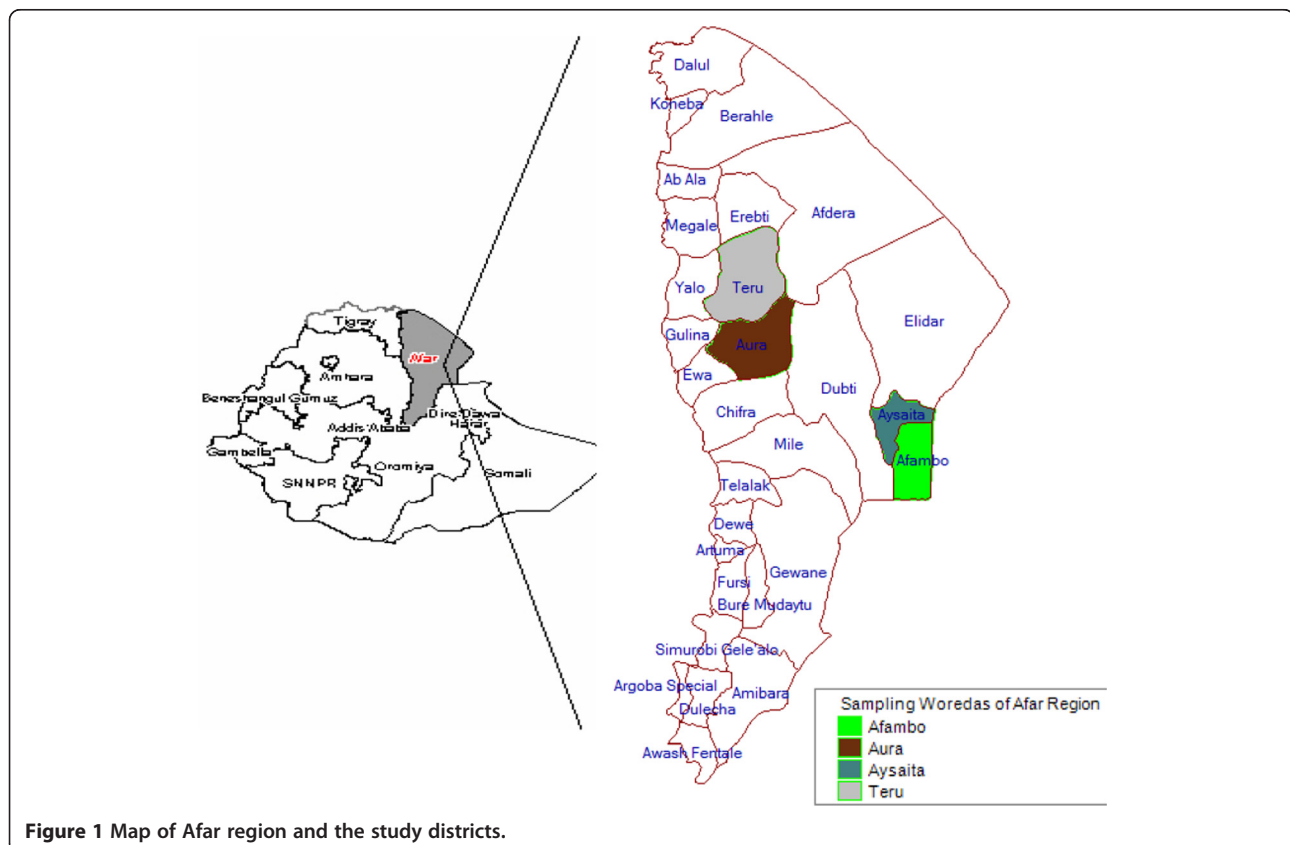 Tigray
Afar
Amhara
Beneshangul Gumuz
Dire Dawa
Harar
Addis Ababa
Gambella
Oromiya
Somali
SNNPR
Dalul
Koneba
Berahle
Ab Ala
Erebti
Afdera
Megale
Yalo
Teru
Elidar
Gulina
Aura
Ewa
Dubti
Chifra
Aysaita
Mile
Afambo
Telalak
Dewe
Artuma
Gewane
Fursi
Bure Mudaytu
Simurobi Gele'alo
Argoba Special
Amibara
Dulecha
Awash Fentale
Sampling Woredas of Afar Region
Afambo
Aura
Aysaita
Teru
Figure 1 Map of Afar region and the study districts.